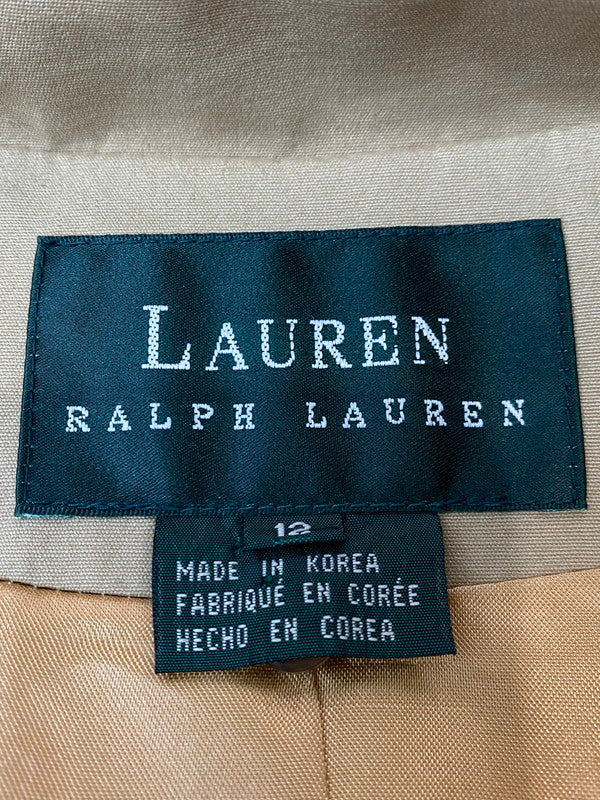 LAUREN
RALPH LAUREN
12
MADE IN KOREA
FABRIQUÉ EN CORÉE
HECHO EN COREA